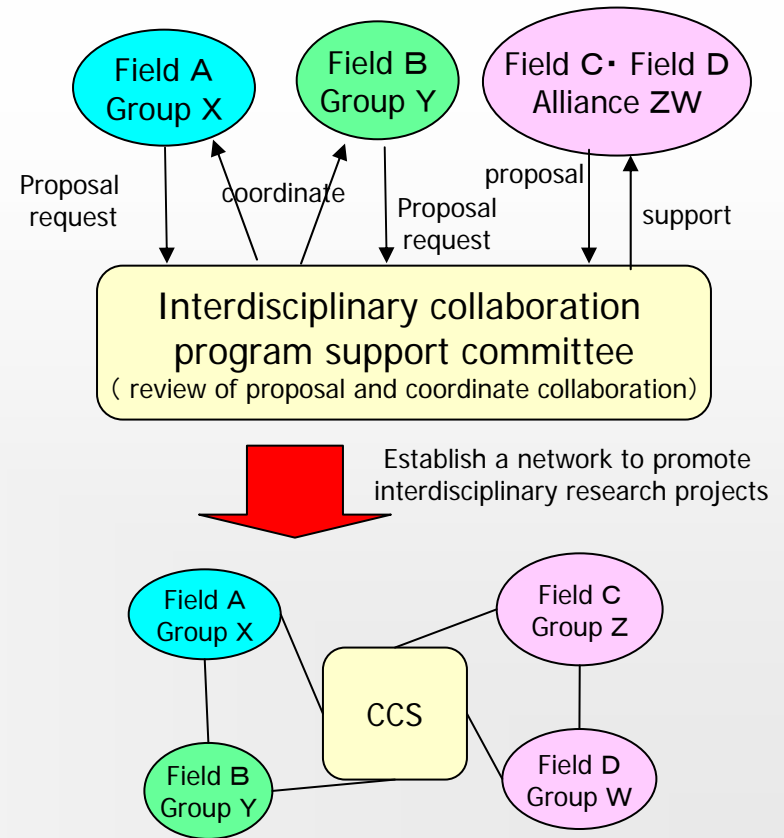 Field A
Group X
Field B
Group Y
Field C・ Field D
Alliance ZW
Proposal
request
coordinate
Proposal
request
proposal
support
Interdisciplinary collaboration
program support committee
( review of proposal and coordinate collaboration)
Establish a network to promote
interdisciplinary research projects
Field A
Group X
Field C
Group Z
CCS
Field B
Group Y
Field D
Group W